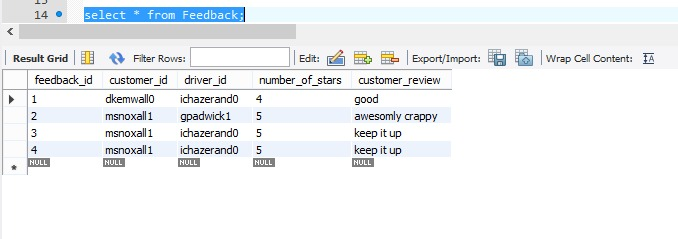 14 select * from Feedback;
Result Grid Filter Rows: Edit: Export/Import: Wrap Cell Content: IA
feedback_id customer_id driver_id number_of_stars customer_review
1 dkemwall0 ichazerand0 4 good
2 msnoxall1 gpadwick1 5 awesomly crappy
3 msnoxall1 ichazerand0 5 keep it up
4 msnoxall1 ichazerand0 5 keep it up
NULL NULL NULL NULL NULL